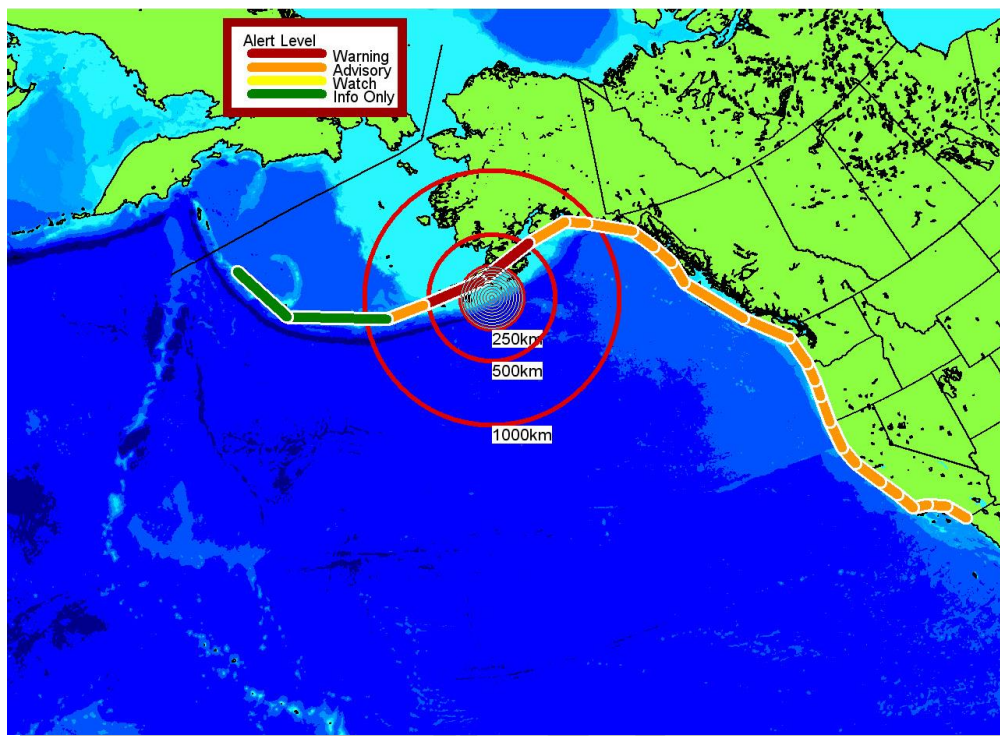 Alert Level
Warning
Advisory
Watch
Info Only
250km
500km
1000km